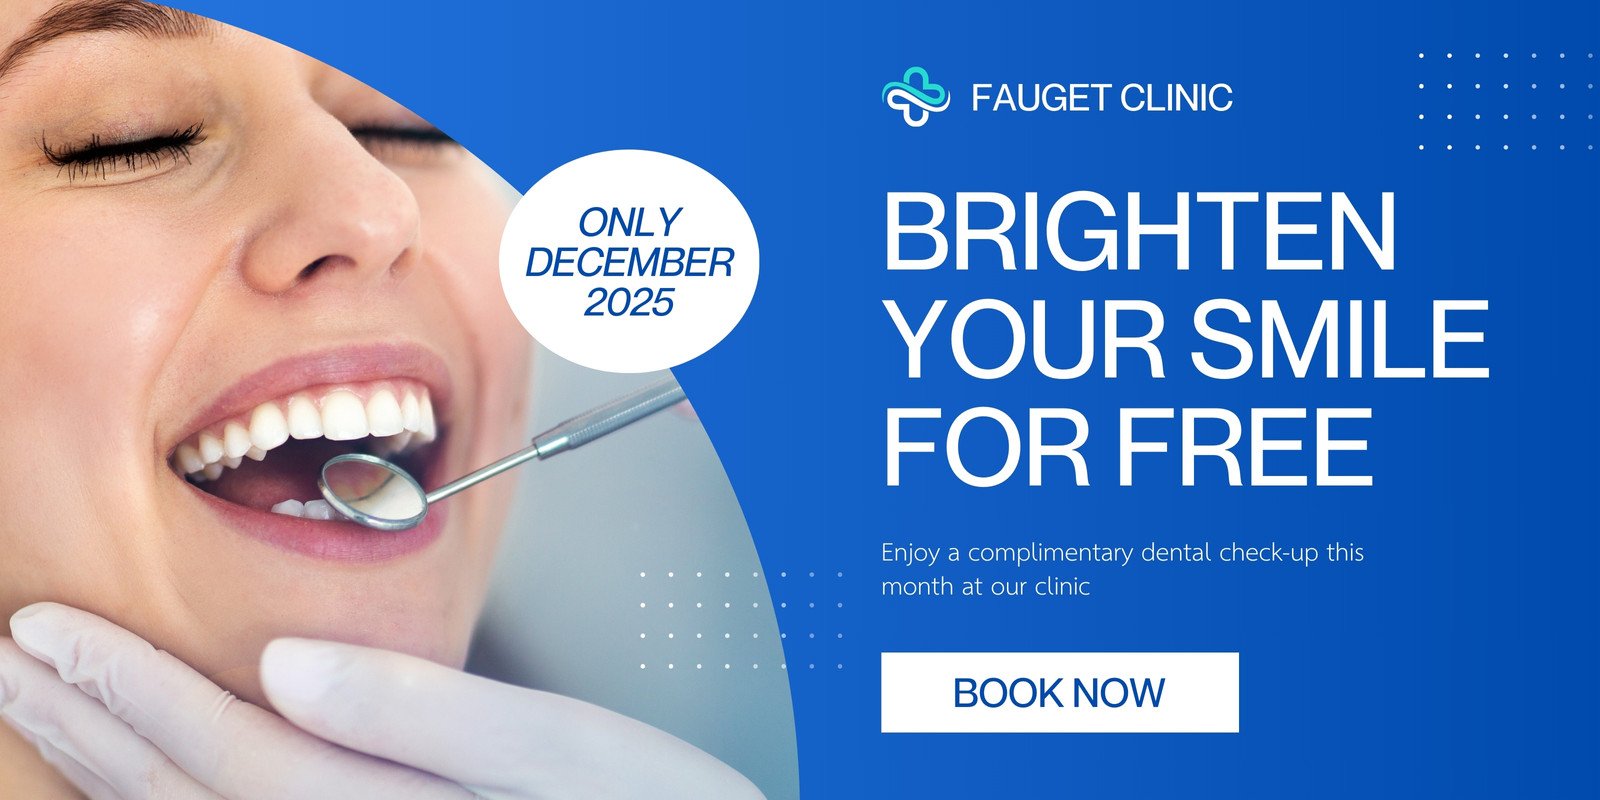 FAUGET CLINIC
ONLY
DECEMBER
2025
BRIGHTEN
YOUR SMILE
FOR FREE
Enjoy a complimentary dental check-up this
month at our clinic
BOOK NOW